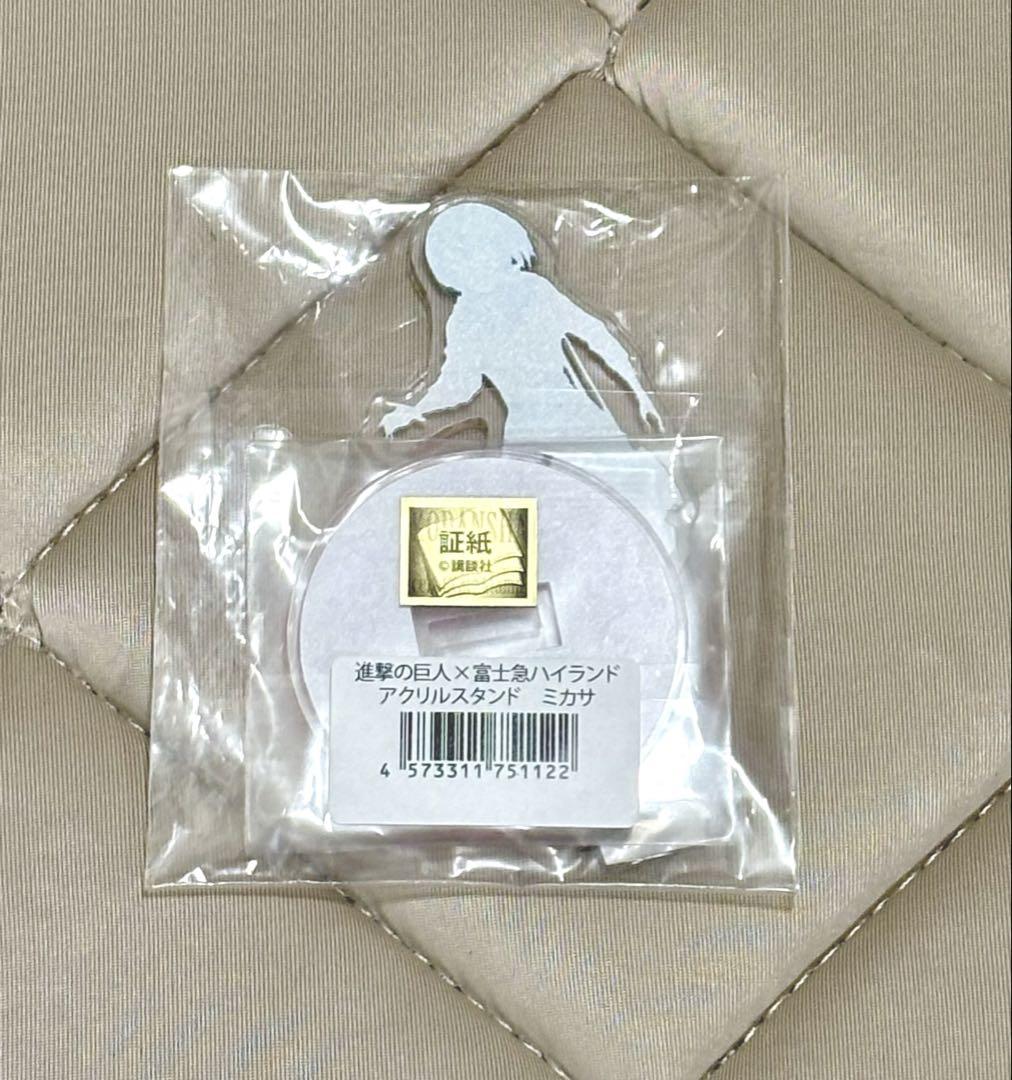 証紙
©講談社
進撃の巨人×富士急ハイランド
アクリルスタンド ミカサ
4 573311 751122